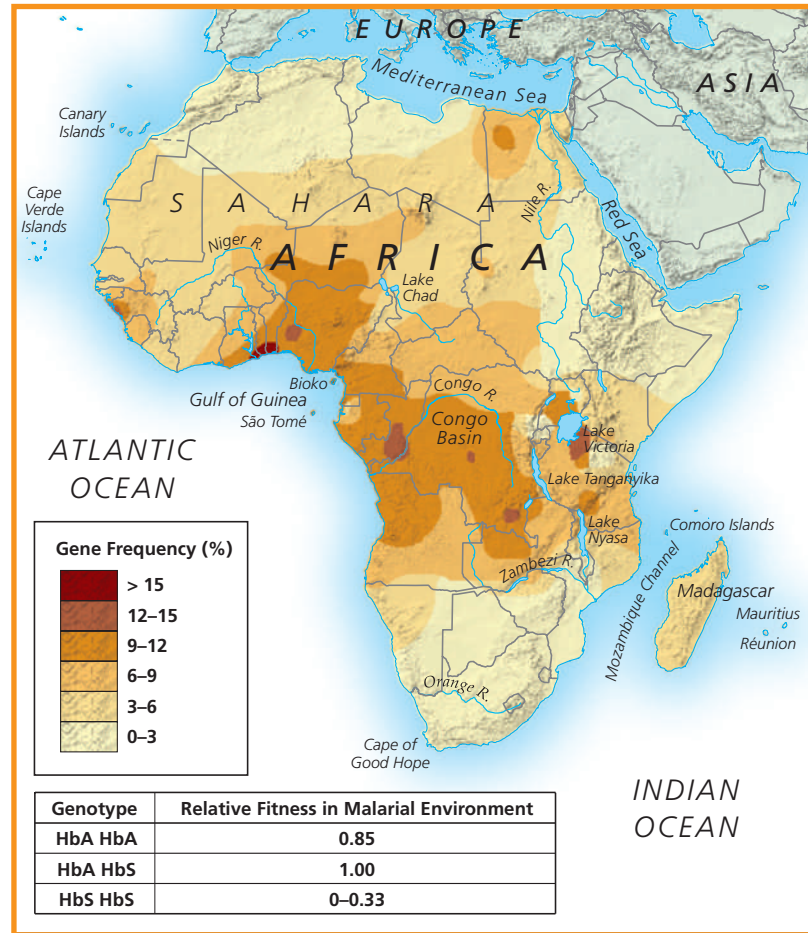 EUROPE
Mediterranean Sea
ASIA
Canary
Islands
Cape
Verde
Islands
SAHARA
Nile R.
Red Sea
Niger R.
AFRICA
Lake
Chad
Bioko
Gulf of Guinea
São Tomé
Congo R.
Congo
Basin
Lake
Victoria
ATLANTIC
OCEAN
Lake Tanganyika
Lake
Nyasa
Comoro Islands
Zambezi R.
Mozambique Channel
Madagascar
Mauritius
Réunion
Orange R.
Cape of
Good Hope
INDIAN
OCEAN
Gene Frequency (%)
> 15
12–15
9–12
6–9
3–6
0–3
Genotype Relative Fitness in Malarial Environment
HbA HbA 0.85
HbA HbS 1.00
HbS HbS 0–0.33